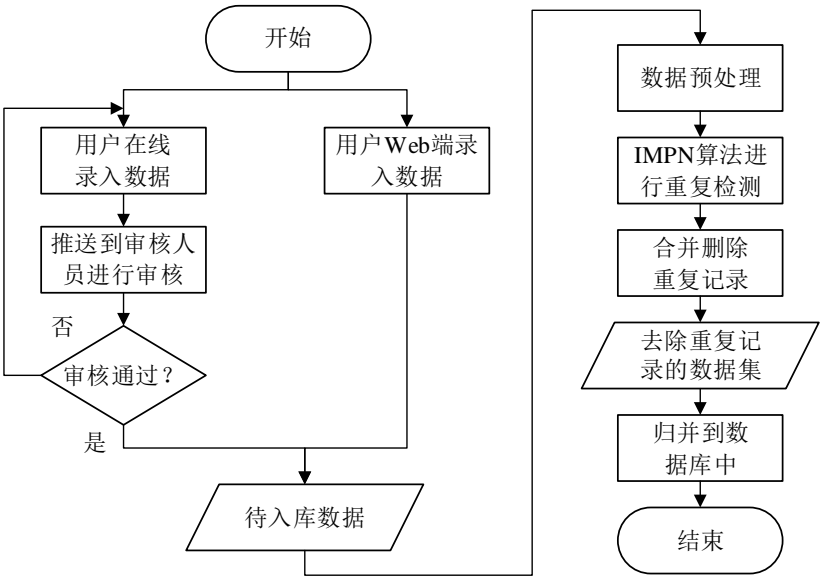 开始
用户在线
录入数据
用户Web端录
入数据
推送到审核人
员进行审核
否
审核通过？
是
待入库数据
数据预处理
IMPN算法进
行重复检测
合并删除
重复记录
去除重复记
录的数据集
归并到数
据库中
结束